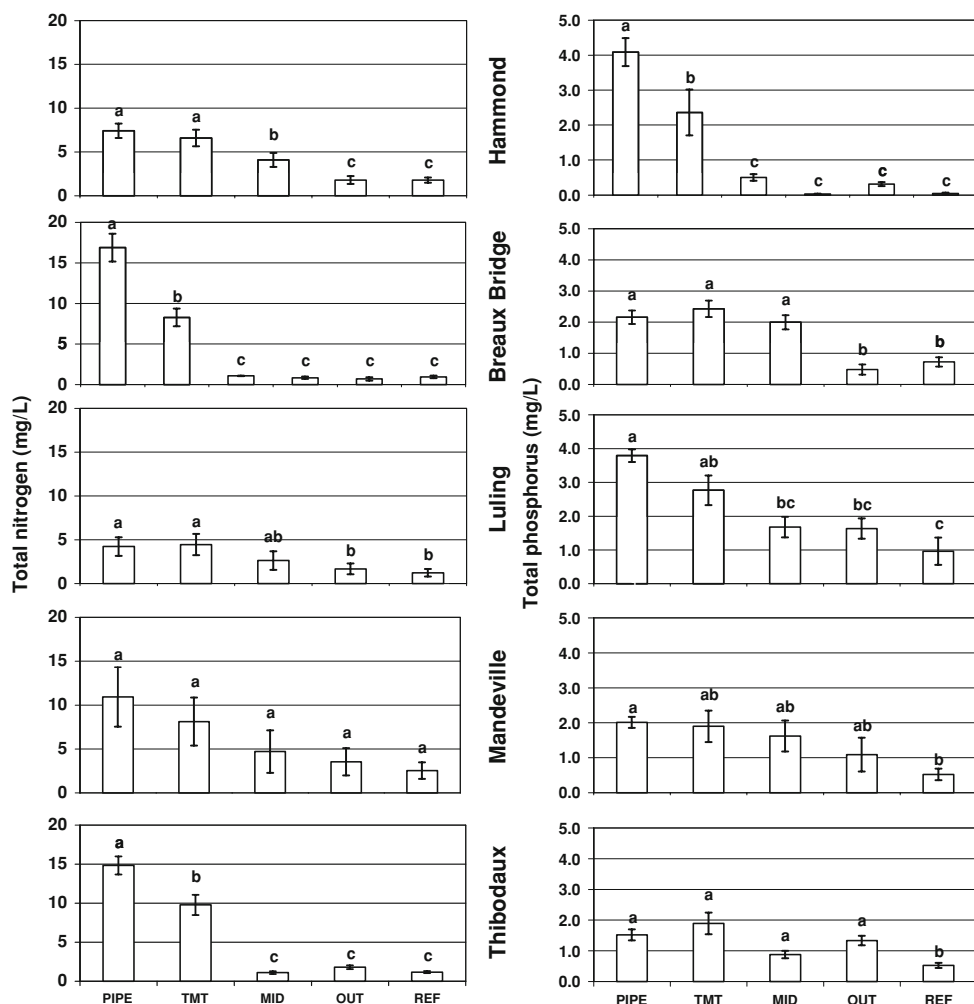 20
15
10
5
0
a
a
b
c
c
Hammond
5.0
4.0
3.0
2.0
1.0
0.0
a
b
c
c
c
c
20
15
10
5
0
a
b
c
c
c
c
Breaux Bridge
5.0
4.0
3.0
2.0
1.0
0.0
a
a
a
b
b
Total nitrogen (mg/L)
20
15
10
5
0
a
a
ab
b
b
Luling
Total phosphorus (mg/L)
5.0
4.0
3.0
2.0
1.0
0.0
a
ab
bc
bc
c
20
15
10
5
0
a
a
a
a
a
Mandeville
5.0
4.0
3.0
2.0
1.0
0.0
a
ab
ab
ab
b
20
15
10
5
0
a
b
c
c
c
Thibodaux
5.0
4.0
3.0
2.0
1.0
0.0
a
a
a
a
b
PIPE TMT MID OUT REF
PIPE TMT MID OUT REF